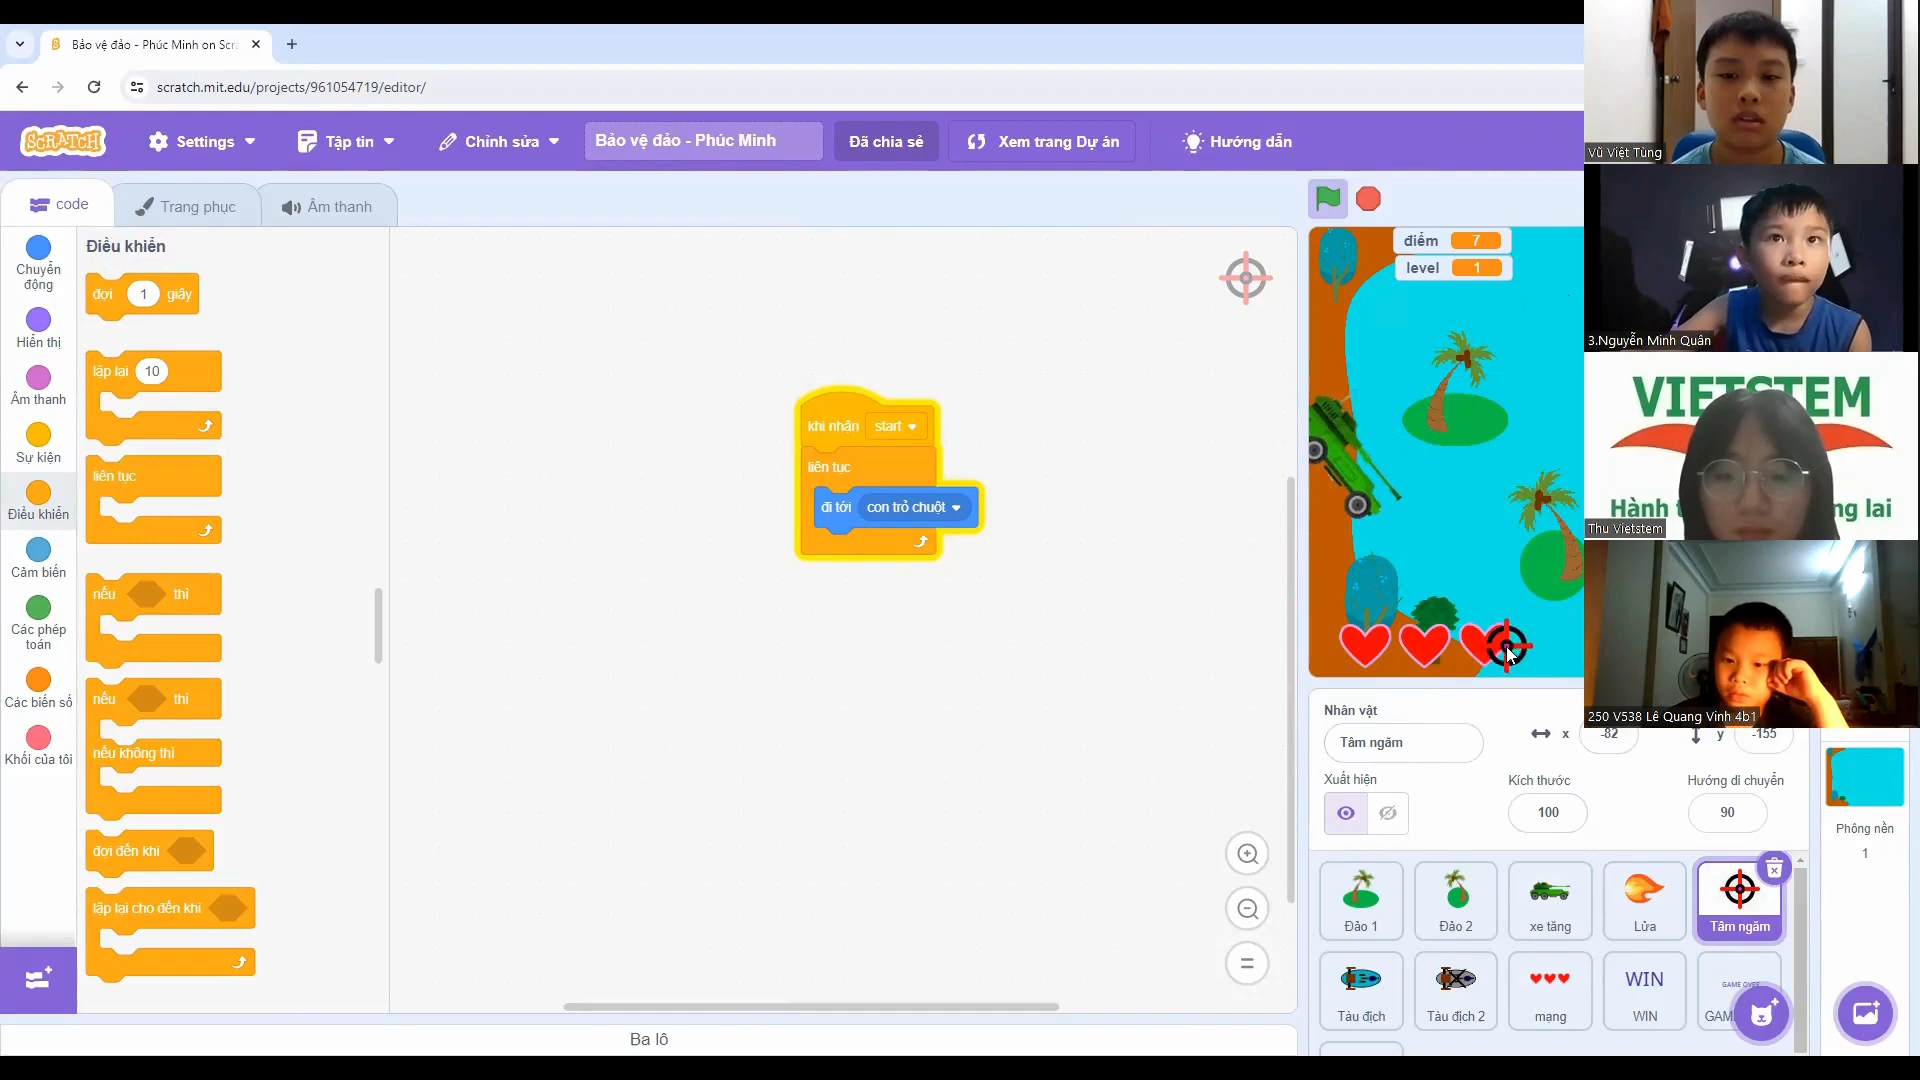 Bảo vệ đảo - Phúc Minh on Scr
scratch.mit.edu/projects/961054719/editor/
SCRATCH
Settings
Tập tin
Chỉnh sửa
Bảo vệ đảo - Phúc Minh
Đã chia sẻ
Xem trang Dự án
Hướng dẫn
code
Trang phục
Âm thanh
Chuyển động
Hiển thị
Âm thanh
Sự kiện
Điều khiển
Cảm biến
Các phép toán
Các biến số
Khối của tôi
Điều khiển
đợi 1 giây
lặp lại 10
liên tục
nếu thì
nếu thì
nếu không thì
đợi đến khi
lặp lại cho đến khi
khi nhận start
liên tục
đi tới con trỏ chuột
Ba lô
điểm 7
level 1
Nhân vật
Tâm ngắm
x -82
y -155
Xuất hiện
Kích thước
100
Hướng di chuyển
90
Đảo 1
Đảo 2
xe tăng
Lửa
Tâm ngắm
Tàu địch
Tàu địch 2
mạng
WIN
WIN
GAME OVER
GAM
Phông nền
1
Vũ Việt Tùng
3.Nguyễn Minh Quân
VIETSTEM
Hành t
g lai
Thu Vietstem
250 V538 Lê Quang Vinh 4b1